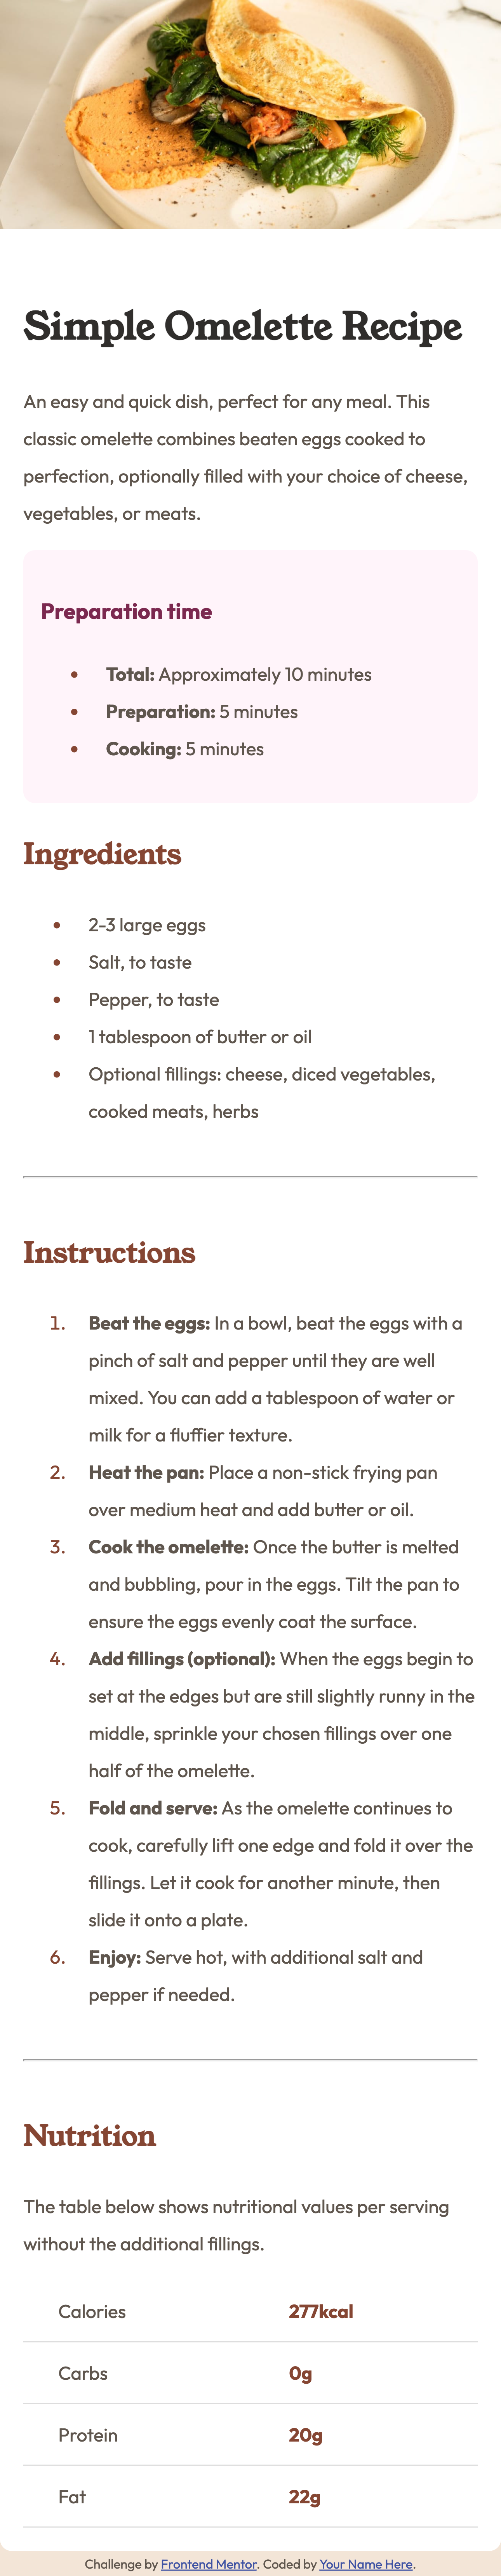 Simple Omelette Recipe
An easy and quick dish, perfect for any meal. This
classic omelette combines beaten eggs cooked to
perfection, optionally filled with your choice of cheese,
vegetables, or meats.
Preparation time
• Total: Approximately 10 minutes
• Preparation: 5 minutes
• Cooking: 5 minutes
Ingredients
• 2-3 large eggs
• Salt, to taste
• Pepper, to taste
• 1 tablespoon of butter or oil
• Optional fillings: cheese, diced vegetables,
cooked meats, herbs
Instructions
1. Beat the eggs: In a bowl, beat the eggs with a
pinch of salt and pepper until they are well
mixed. You can add a tablespoon of water or
milk for a fluffier texture.
2. Heat the pan: Place a non-stick frying pan
over medium heat and add butter or oil.
3. Cook the omelette: Once the butter is melted
and bubbling, pour in the eggs. Tilt the pan to
ensure the eggs evenly coat the surface.
4. Add fillings (optional): When the eggs begin to
set at the edges but are still slightly runny in the
middle, sprinkle your chosen fillings over one
half of the omelette.
5. Fold and serve: As the omelette continues to
cook, carefully lift one edge and fold it over the
fillings. Let it cook for another minute, then
slide it onto a plate.
6. Enjoy: Serve hot, with additional salt and
pepper if needed.
Nutrition
The table below shows nutritional values per serving
without the additional fillings.
Calories 277kcal
Carbs 0g
Protein 20g
Fat 22g
Challenge by Frontend Mentor. Coded by Your Name Here.